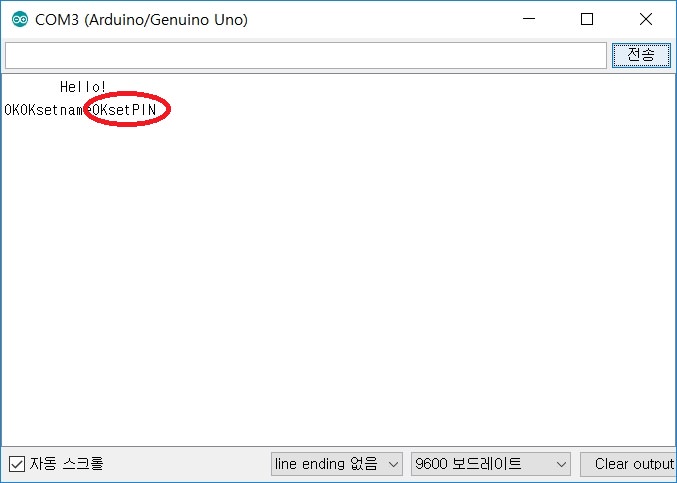 COM3 (Arduino/Genuino Uno)
전송
Hello!
OKOKsetnameOKsetPIN
자동 스크롤
line ending 없음
9600 보드레이트
Clear output